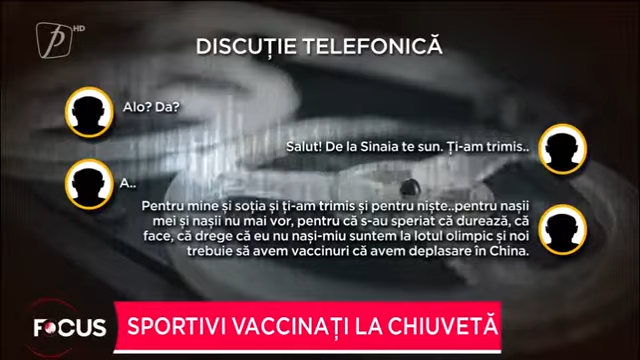 p HD
DISCUȚIE TELEFONICĂ
Alo? Da?
Salut! De la Sinaia te sun. Ți-am trimis..
A..
Pentru mine și soția și ți-am trimis și pentru niște..pentru nașii
mei și nașii nu mai vor, pentru că s-au speriat că durează, că
face, că drege că eu nu nași-miu suntem la lotul olimpic și noi
trebuie să avem vaccinuri că avem deplasare în China.
FOCUS
SPORTIVI VACCINAȚI LA CHIUVETĂ